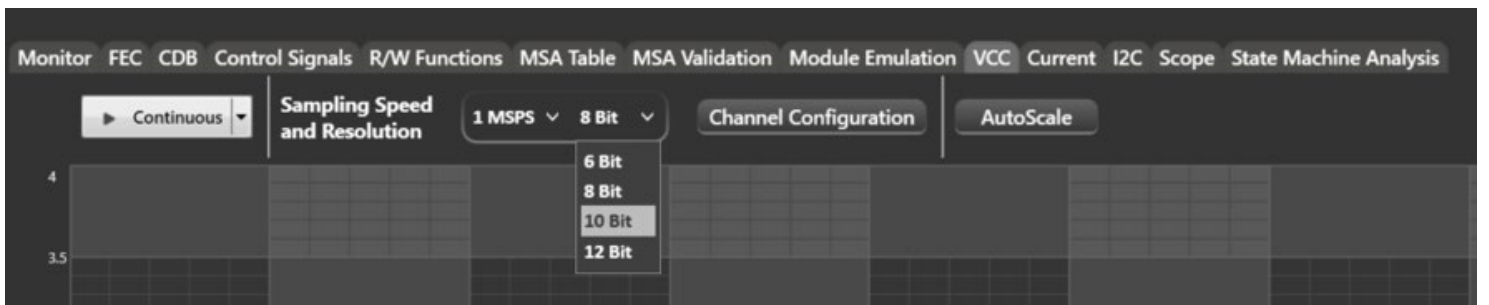 Monitor FEC CDB Control Signals R/W Functions MSA Table MSA Validation Module Emulation VCC Current I2C Scope State Machine Analysis
Continuous
Sampling Speed
and Resolution
1 MSPS 8 Bit
Channel Configuration
AutoScale
6 Bit
8 Bit
10 Bit
12 Bit
4
3.5